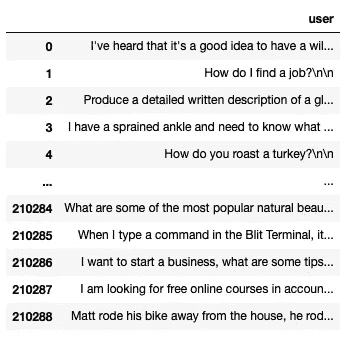 user
0 I've heard that it's a good idea to have a wil...
1 How do I find a job?\n\n
2 Produce a detailed written description of a gl...
3 I have a sprained ankle and need to know what ...
4 How do you roast a turkey?\n\n
... ...
210284 What are some of the most popular natural beau...
210285 When I type a command in the Blit Terminal, it...
210286 I want to start a business, what are some tips...
210287 I am looking for free online courses in accoun...
210288 Matt rode his bike away from the house, he rod...